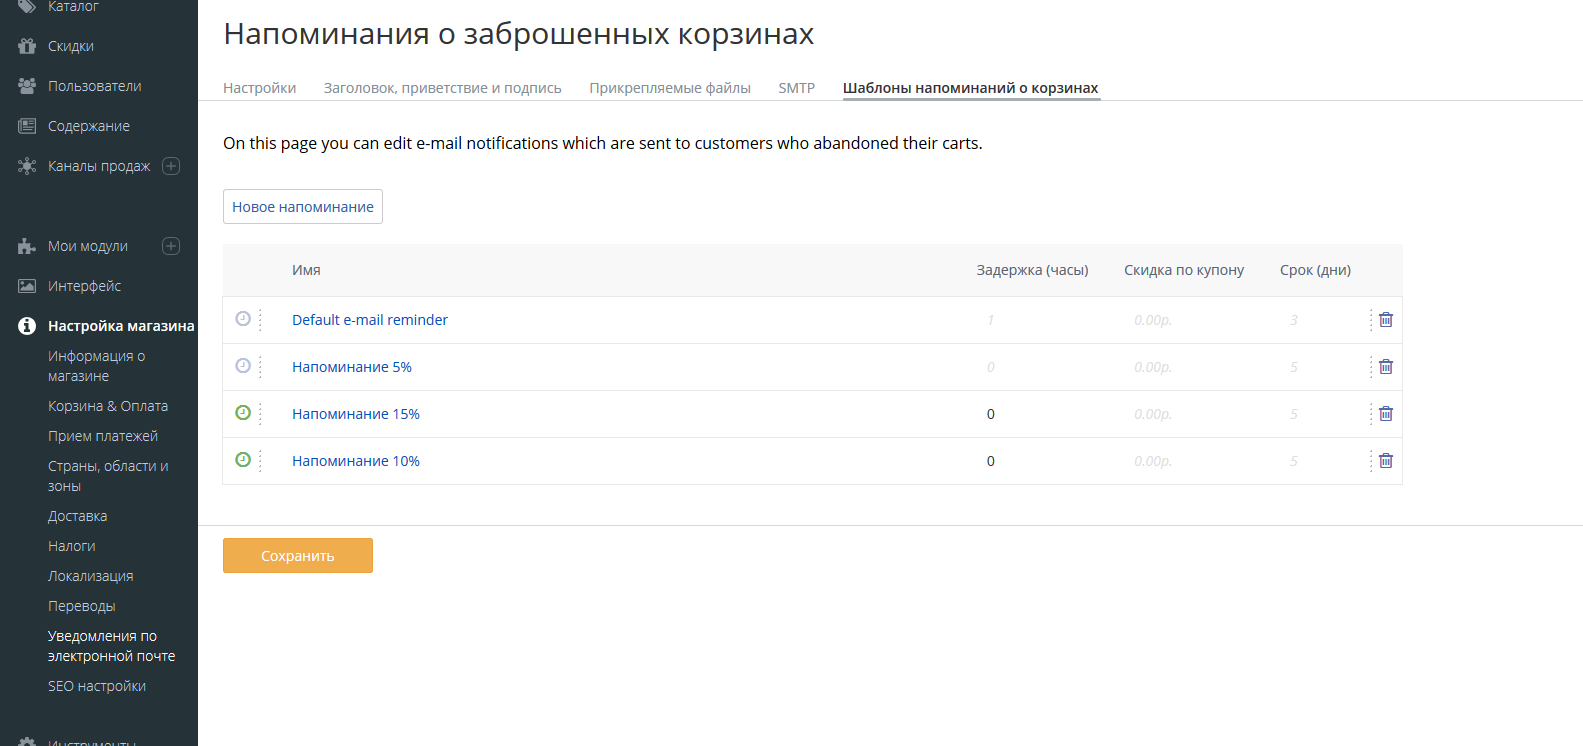 Каталог
Скидки
Пользователи
Содержание
Каналы продаж
Мои модули
Интерфейс
Настройка магазина
Информация о
магазине
Корзина & Оплата
Прием платежей
Страны, области и
зоны
Доставка
Налоги
Локализация
Переводы
Уведомления по
электронной почте
SEO настройки
Инструменты
Напоминания о заброшенных корзинах
Настройки Заголовок, приветствие и подпись Прикрепляемые файлы SMTP Шаблоны напоминаний о корзинах
On this page you can edit e-mail notifications which are sent to customers who abandoned their carts.
Новое напоминание
Имя Задержка (часы) Скидка по купону Срок (дни)
Default e-mail reminder 1 0.00р. 3
Напоминание 5% 0 0.00р. 5
Напоминание 15% 0 0.00р. 5
Напоминание 10% 0 0.00р. 5
Сохранить